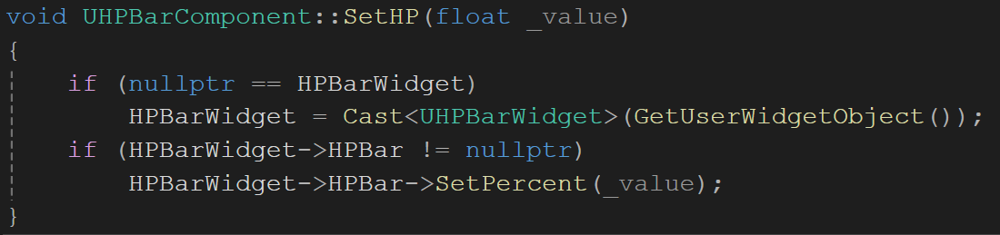 void UHPBarComponent::SetHP(float _value)
{
    if (nullptr == HPBarWidget)
        HPBarWidget = Cast<UHPBarWidget>(GetUserWidgetObject());
    if (HPBarWidget->HPBar != nullptr)
        HPBarWidget->HPBar->SetPercent(_value);
}